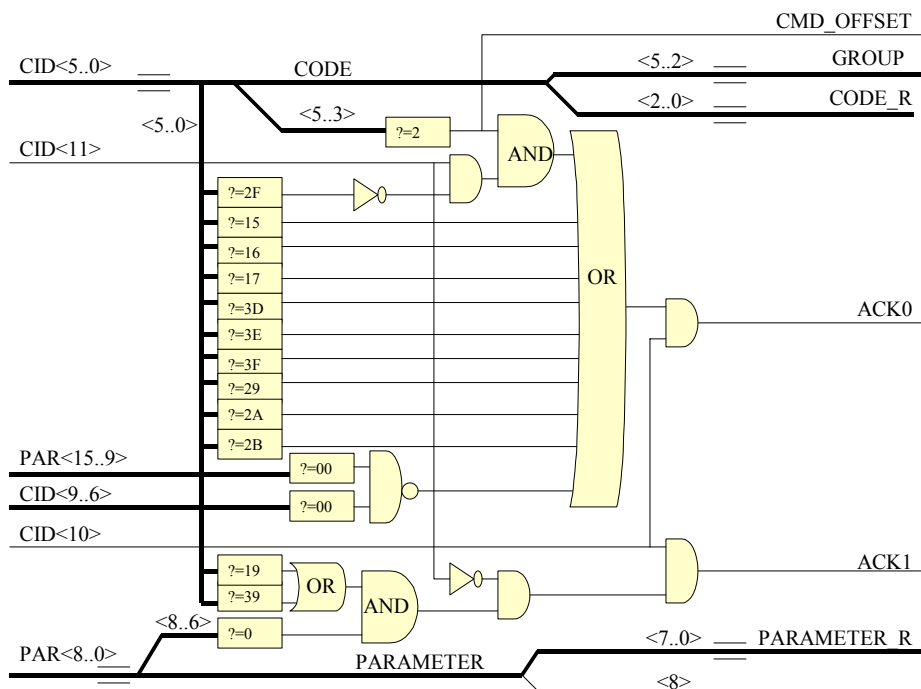 CMD_OFFSET
CID<5..0>
CODE
<5..2>
GROUP
<5..0>
<5..3>
<2..0>
CODE_R
?=2
CID<11>
AND
?=2F
?=15
?=16
?=17
OR
?=3D
ACK0
?=3E
?=3F
?=29
?=2A
?=2B
PAR<15..9>
?=00
CID<9..6>
?=00
CID<10>
?=19
OR
ACK1
?=39
AND
<8..6>
?=0
<7..0>
PARAMETER_R
PAR<8..0>
PARAMETER
<8>